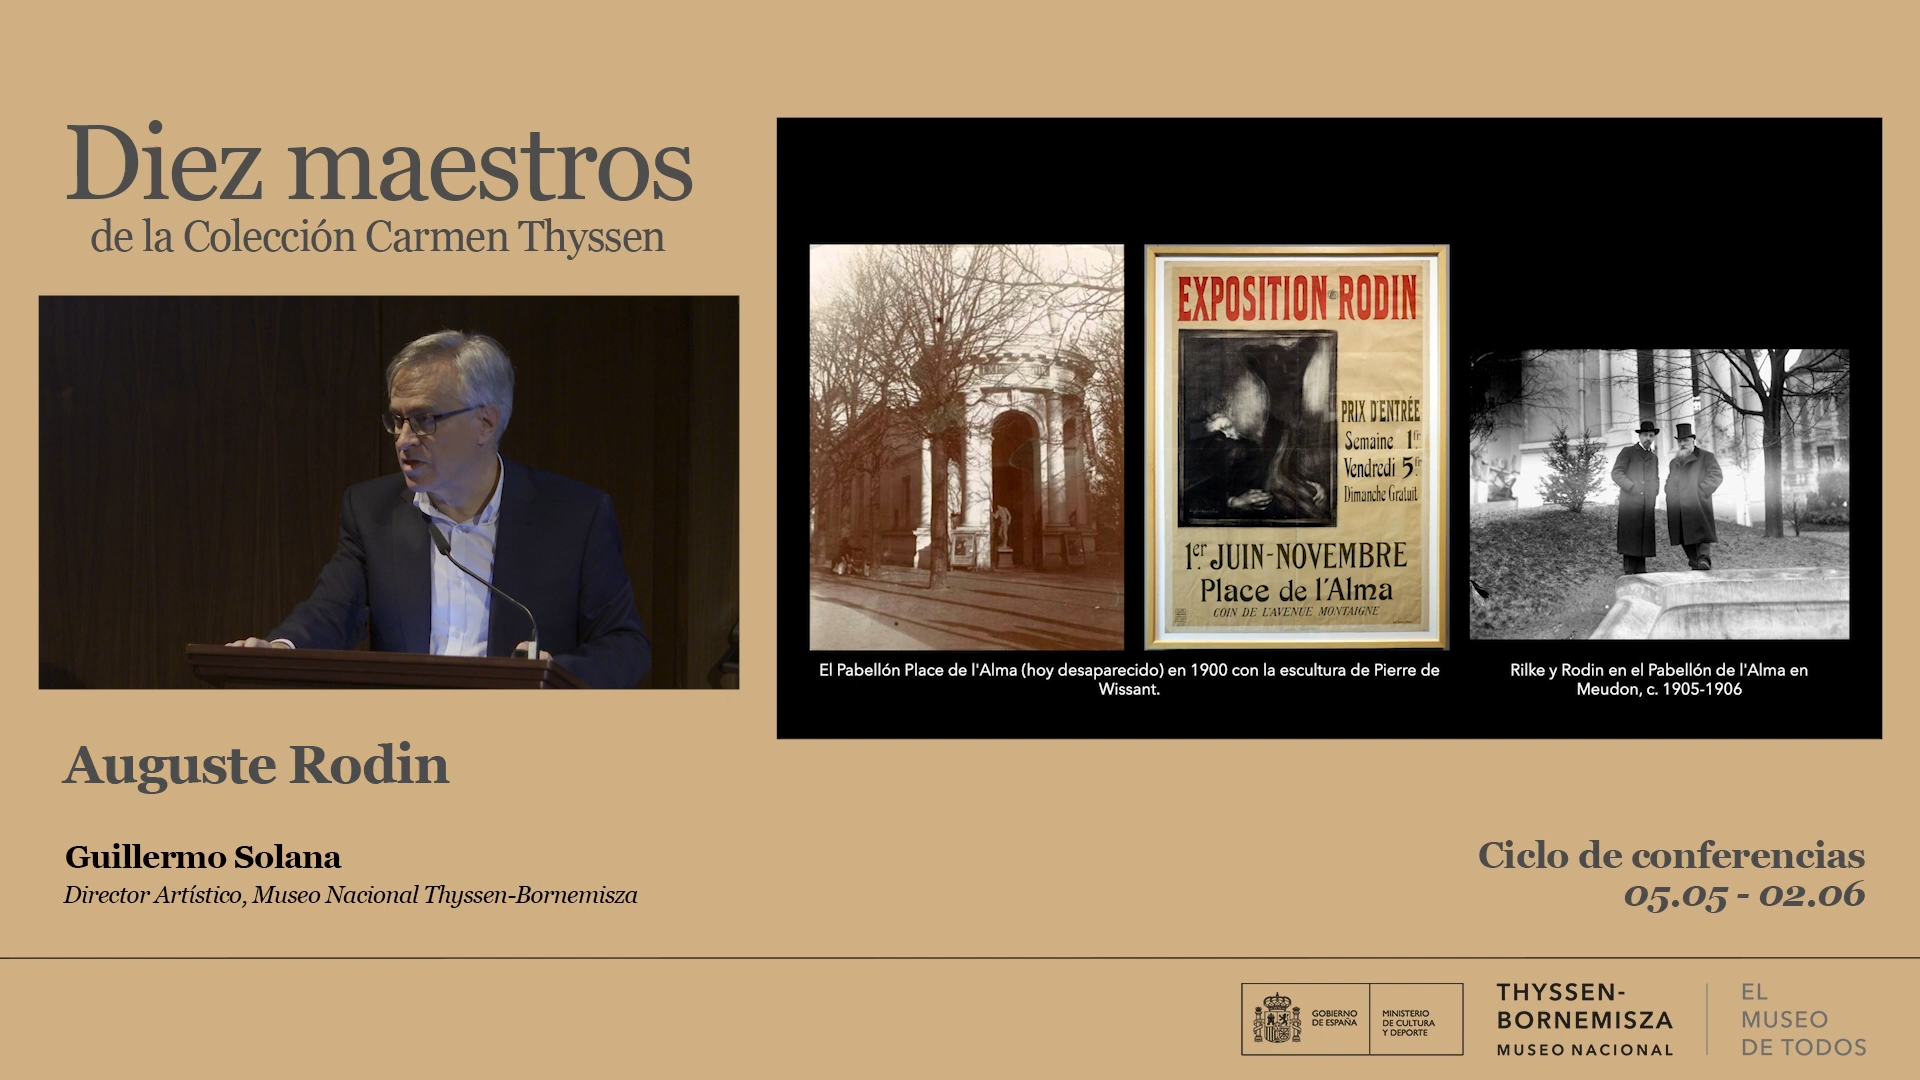 Diez maestros
de la Colección Carmen Thyssen
EXPOSITION RODIN
PRIX D'ENTRÉE
Semaine 1fr
Vendredi 5fr
Dimanche Gratuit
1er JUIN-NOVEMBRE
Place de l'Alma
COIN DE L'AVENUE MONTAIGNE
El Pabellón Place de l'Alma (hoy desaparecido) en 1900 con la escultura de Pierre de
Wissant.
Rilke y Rodin en el Pabellón de l'Alma en
Meudon, c. 1905-1906
Auguste Rodin
Guillermo Solana
Director Artístico, Museo Nacional Thyssen-Bornemisza
Ciclo de conferencias
05.05 - 02.06
GOBIERNO
DE ESPAÑA
MINISTERIO
DE CULTURA
Y DEPORTE
THYSSEN-
BORNEMISZA
MUSEO NACIONAL
EL
MUSEO
DE TODOS